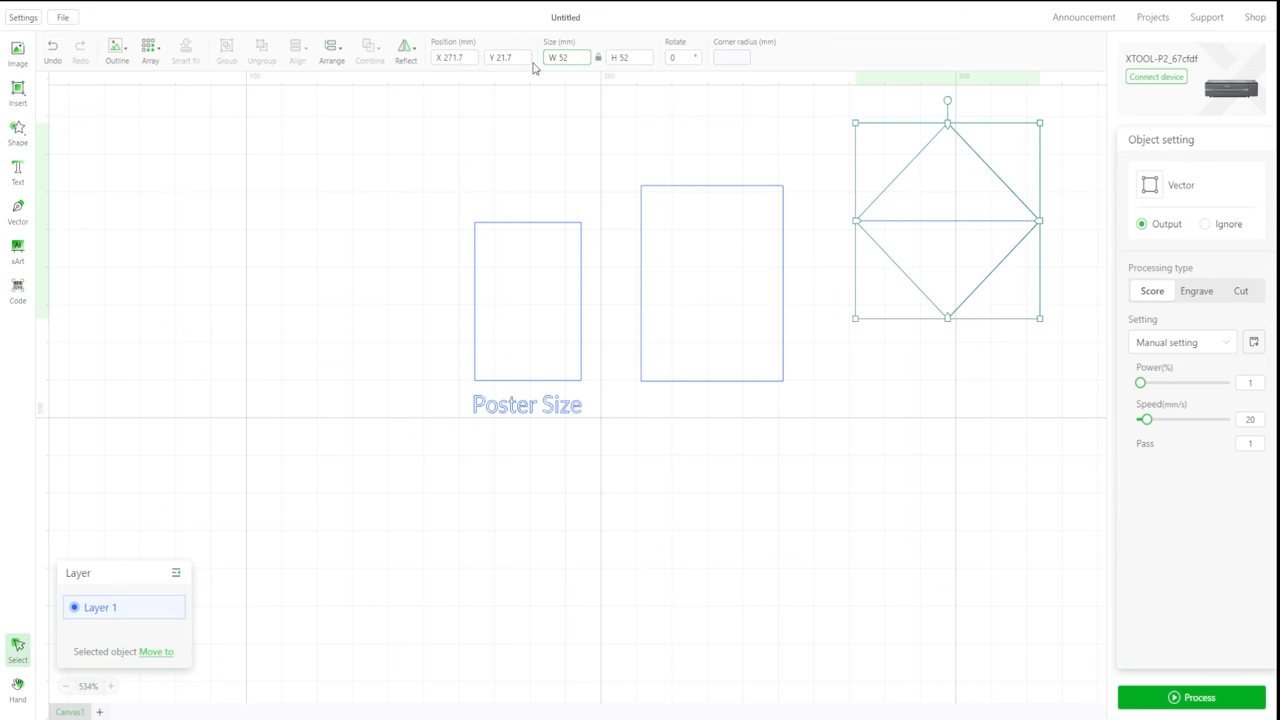 Settings File Untitled Announcement Projects Support Shop
Image
Undo Redo Outline Array Smart fill Group Ungroup Align Arrange Combine Reflect
Position (mm) Size (mm) Rotate Corner radius (mm)
X 271.7 Y 21.7 W 52 H 52 0 °
XTOOL-P2_67cfdf
Connect device
100 200 300
Insert
Shape
Text
Vector
xArt
Code
Object setting
Vector
Output Ignore
Processing type
Score Engrave Cut
Setting
Manual setting
Power(%)
1
Speed(mm/s)
20
Pass 1
Poster Size
100
Layer
Layer 1
Selected object Move to
Select
Hand
534%
Canvas1
Process